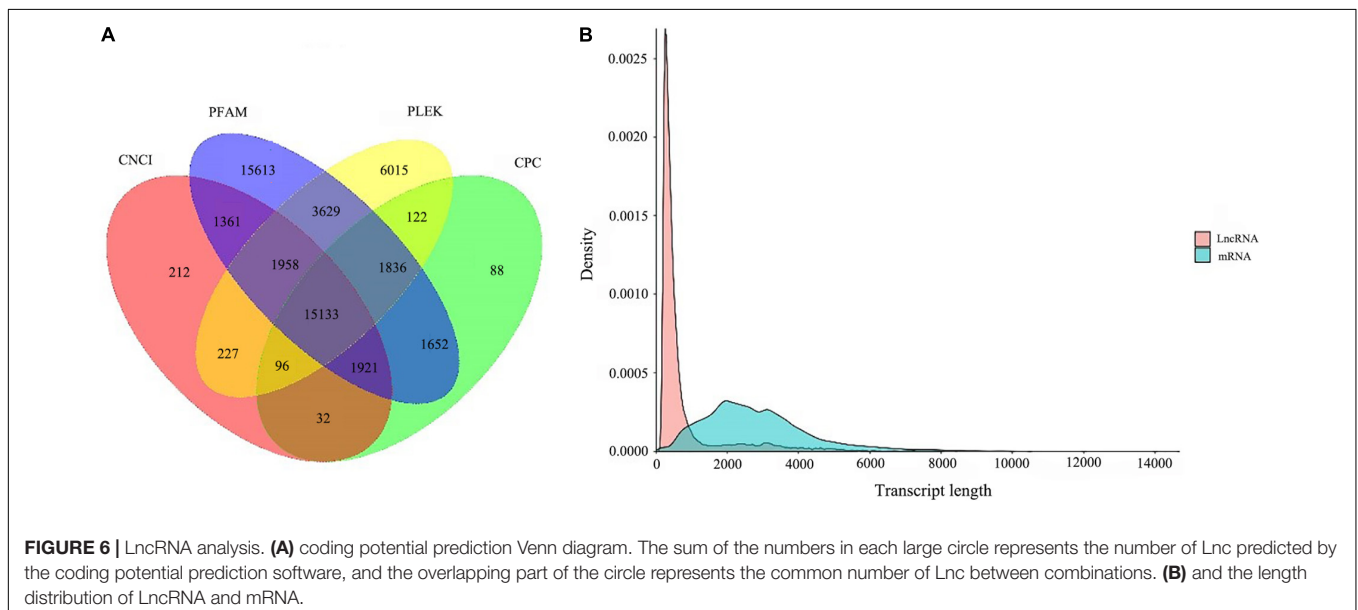 A
PFAM
PLEK
CNCI
CPC
15613
6015
1361
3629
122
212
1958
1836
88
15133
227
96
1921
1652
32
B
0.0025
0.0020
0.0015
0.0010
0.0005
0.0000
Density
0
2000
4000
6000
8000
10000
12000
14000
Transcript length
LncRNA
mRNA
FIGURE 6 | LncRNA analysis. (A) coding potential prediction Venn diagram. The sum of the numbers in each large circle represents the number of Lnc predicted by
the coding potential prediction software, and the overlapping part of the circle represents the common number of Lnc between combinations. (B) and the length
distribution of LncRNA and mRNA.